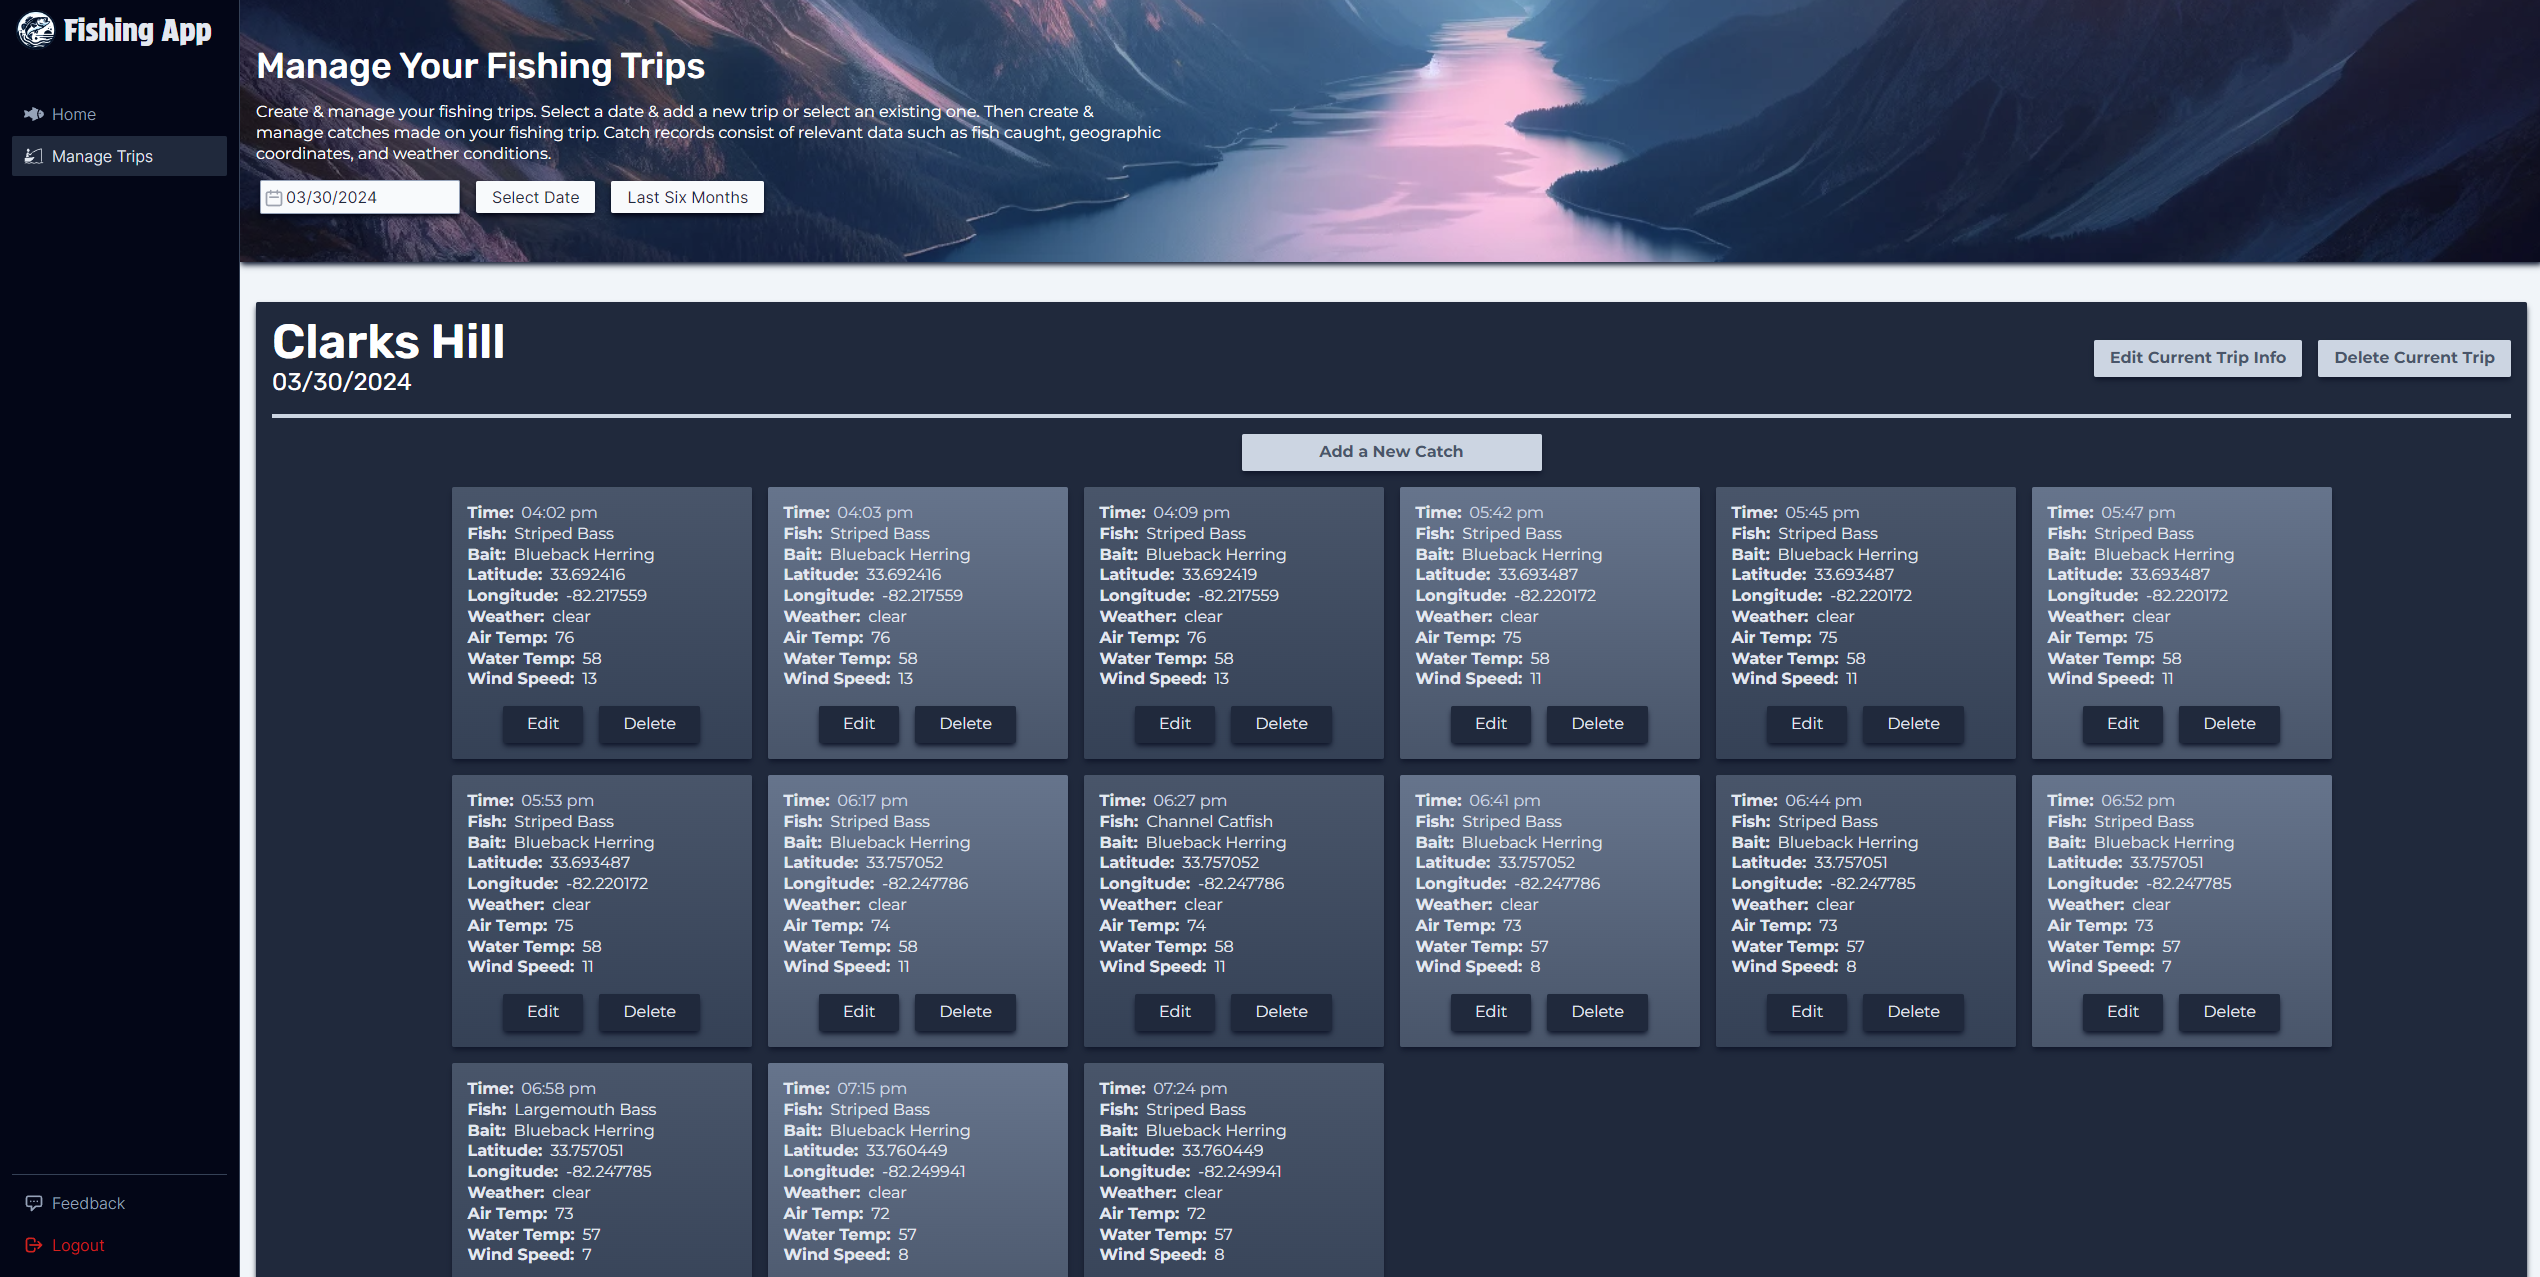 Fishing App
Home
Manage Trips
Manage Your Fishing Trips
Create & manage your fishing trips. Select a date & add a new trip or select an existing one. Then create &
manage catches made on your fishing trip. Catch records consist of relevant data such as fish caught, geographic
coordinates, and weather conditions.
03/30/2024
Select Date
Last Six Months
Clarks Hill
03/30/2024
Edit Current Trip Info
Delete Current Trip
Add a New Catch
Time: 04:02 pm
Fish: Striped Bass
Bait: Blueback Herring
Latitude: 33.692416
Longitude: -82.217559
Weather: clear
Air Temp: 76
Water Temp: 58
Wind Speed: 13
Edit
Delete
Time: 04:03 pm
Fish: Striped Bass
Bait: Blueback Herring
Latitude: 33.692416
Longitude: -82.217559
Weather: clear
Air Temp: 76
Water Temp: 58
Wind Speed: 13
Edit
Delete
Time: 04:09 pm
Fish: Striped Bass
Bait: Blueback Herring
Latitude: 33.692419
Longitude: -82.217559
Weather: clear
Air Temp: 76
Water Temp: 58
Wind Speed: 13
Edit
Delete
Time: 05:42 pm
Fish: Striped Bass
Bait: Blueback Herring
Latitude: 33.693487
Longitude: -82.220172
Weather: clear
Air Temp: 75
Water Temp: 58
Wind Speed: 11
Edit
Delete
Time: 05:45 pm
Fish: Striped Bass
Bait: Blueback Herring
Latitude: 33.693487
Longitude: -82.220172
Weather: clear
Air Temp: 75
Water Temp: 58
Wind Speed: 11
Edit
Delete
Time: 05:47 pm
Fish: Striped Bass
Bait: Blueback Herring
Latitude: 33.693487
Longitude: -82.220172
Weather: clear
Air Temp: 75
Water Temp: 58
Wind Speed: 11
Edit
Delete
Time: 05:53 pm
Fish: Striped Bass
Bait: Blueback Herring
Latitude: 33.693487
Longitude: -82.220172
Weather: clear
Air Temp: 75
Water Temp: 58
Wind Speed: 11
Edit
Delete
Time: 06:17 pm
Fish: Striped Bass
Bait: Blueback Herring
Latitude: 33.757052
Longitude: -82.247786
Weather: clear
Air Temp: 74
Water Temp: 58
Wind Speed: 11
Edit
Delete
Time: 06:27 pm
Fish: Channel Catfish
Bait: Blueback Herring
Latitude: 33.757052
Longitude: -82.247786
Weather: clear
Air Temp: 74
Water Temp: 58
Wind Speed: 11
Edit
Delete
Time: 06:41 pm
Fish: Striped Bass
Bait: Blueback Herring
Latitude: 33.757052
Longitude: -82.247786
Weather: clear
Air Temp: 73
Water Temp: 57
Wind Speed: 8
Edit
Delete
Time: 06:44 pm
Fish: Striped Bass
Bait: Blueback Herring
Latitude: 33.757051
Longitude: -82.247785
Weather: clear
Air Temp: 73
Water Temp: 57
Wind Speed: 8
Edit
Delete
Time: 06:52 pm
Fish: Striped Bass
Bait: Blueback Herring
Latitude: 33.757051
Longitude: -82.247785
Weather: clear
Air Temp: 73
Water Temp: 57
Wind Speed: 7
Edit
Delete
Time: 06:58 pm
Fish: Largemouth Bass
Bait: Blueback Herring
Latitude: 33.757051
Longitude: -82.247785
Weather: clear
Air Temp: 73
Water Temp: 57
Wind Speed: 7
Time: 07:15 pm
Fish: Striped Bass
Bait: Blueback Herring
Latitude: 33.760449
Longitude: -82.249941
Weather: clear
Air Temp: 72
Water Temp: 57
Wind Speed: 8
Time: 07:24 pm
Fish: Striped Bass
Bait: Blueback Herring
Latitude: 33.760449
Longitude: -82.249941
Weather: clear
Air Temp: 72
Water Temp: 57
Wind Speed: 8
Feedback
Logout